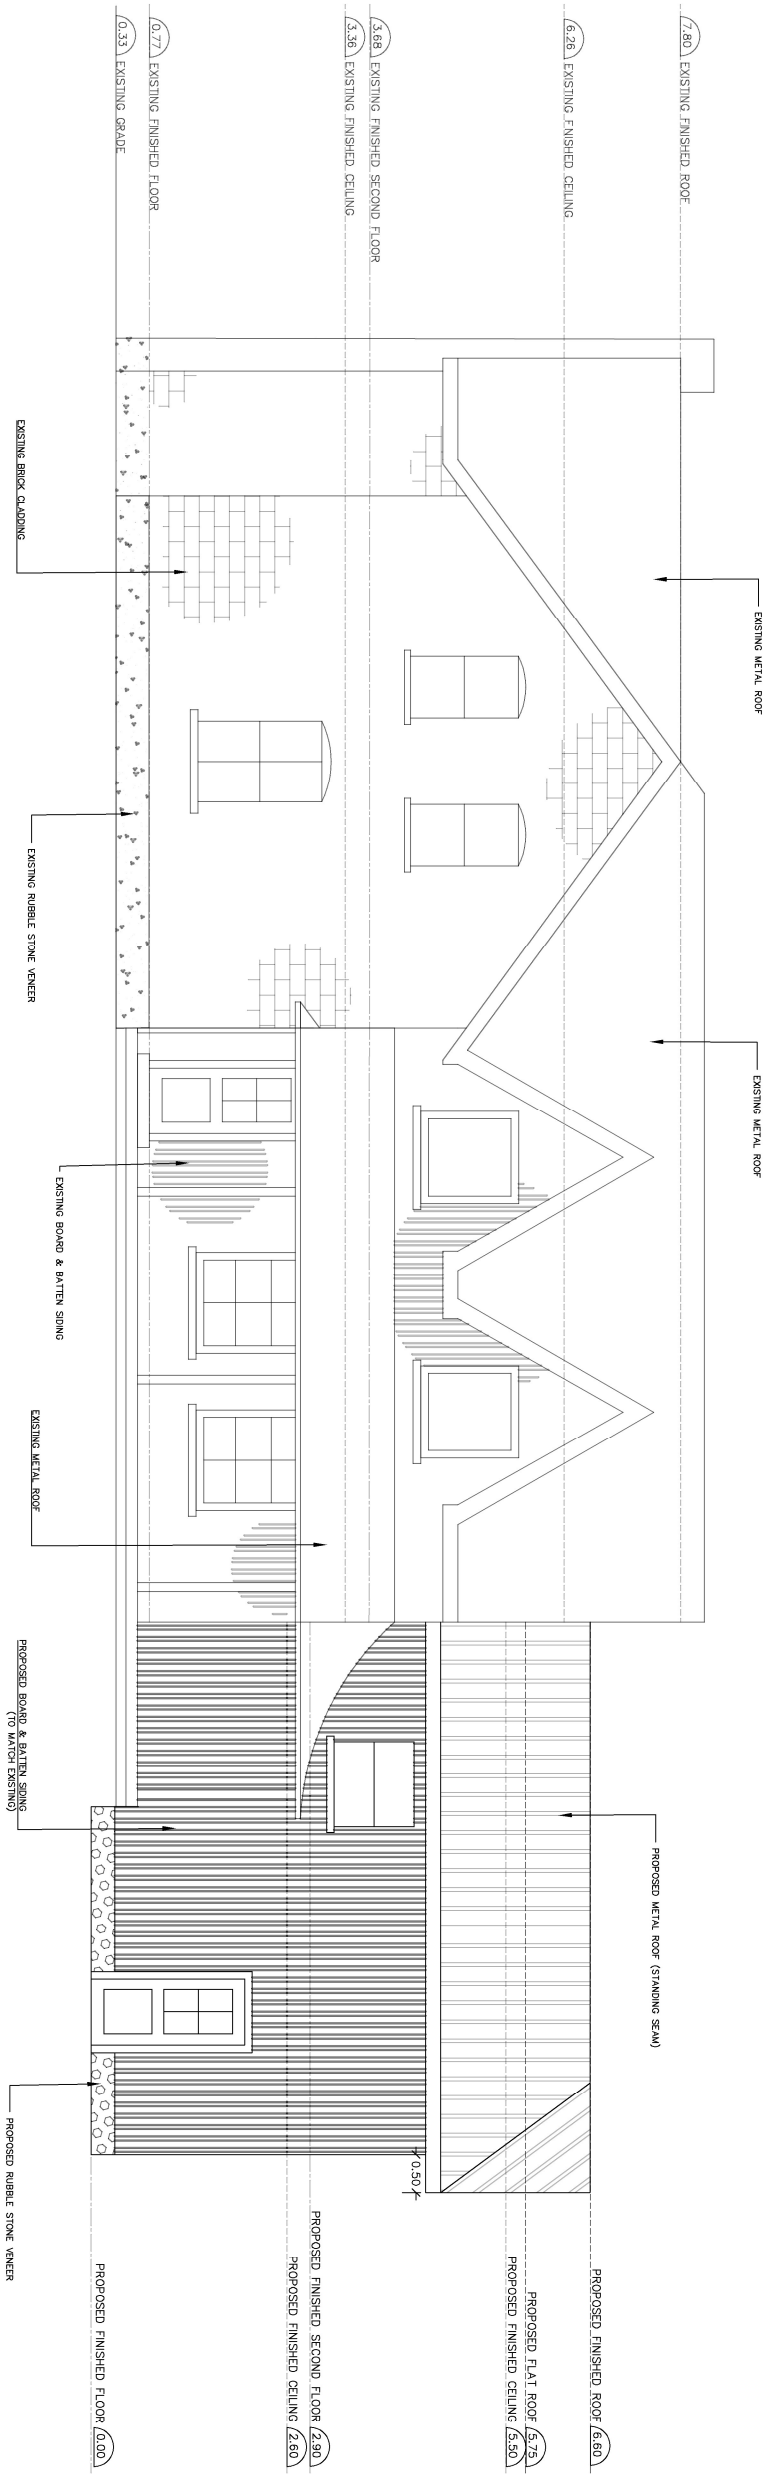 7.80 EXISTING FINISHED ROOF
6.26 EXISTING FNISHED CEILING
3.68 EXISTING FINISHED SECOND FLOOR
3.36 EXISTING FINISHED CEILING
0.77 EXISTING FINISHED FLOOR
0.33 EXISTING GRADE
EXISTING METAL ROOF
EXISTING METAL ROOF
EXISTING BRICK CLADDING
EXISTING RUBBLE STONE VENEER
EXISTING BOARD & BATTEN SIDING
EXISTING METAL ROOF
PROPOSED BOARD & BATTEN SIDING
(TO MATCH EXISTING)
PROPOSED METAL ROOF (STANDING SEAM)
PROPOSED RUBBLE STONE VENEER
0.50
PROPOSED FINISHED ROOF 6.60
PROPOSED FLAT ROOF 5.75
PROPOSED FINISHED CEILING 5.50
PROPOSED FINISHED SECOND FLOOR 2.90
PROPOSED FINISHED CEILING 2.60
PROPOSED FINISHED FLOOR 0.00